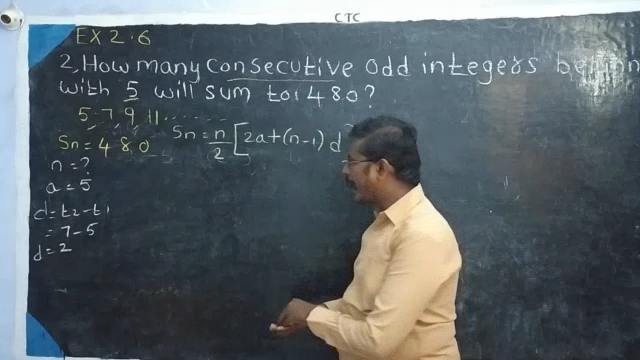 CTC
EX 2.6
2, How many consecutive odd integers
with 5 will sum to 480?
5, 7, 9, 11.......
Sn = n/2 [2a+(n-1) d
Sn = 480
n = ?
a = 5
d = t2 - t1
= 7 - 5
d = 2